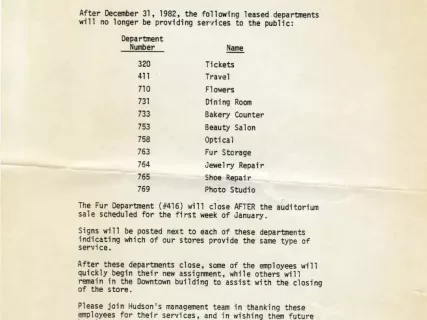 After December 31, 1982, the following leased departments
will no longer be providing services to the public:
Department
Number Name
320 Tickets
411 Travel
710 Flowers
731 Dining Room
733 Bakery Counter
753 Beauty Salon
758 Optical
763 Fur Storage
764 Jewelry Repair
765 Shoe Repair
769 Photo Studio
The Fur Department (#416) will close AFTER the auditorium
sale scheduled for the first week of January.
Signs will be posted next to each of these departments
indicating which of our stores provide the same type of
service.
After these departments close, some of the employees will
quickly begin their new assignment, while others will
remain in the Downtown building to assist with the closing
of the store.
Please join Hudson's management team in thanking these
employees for their services, and in wishing them future